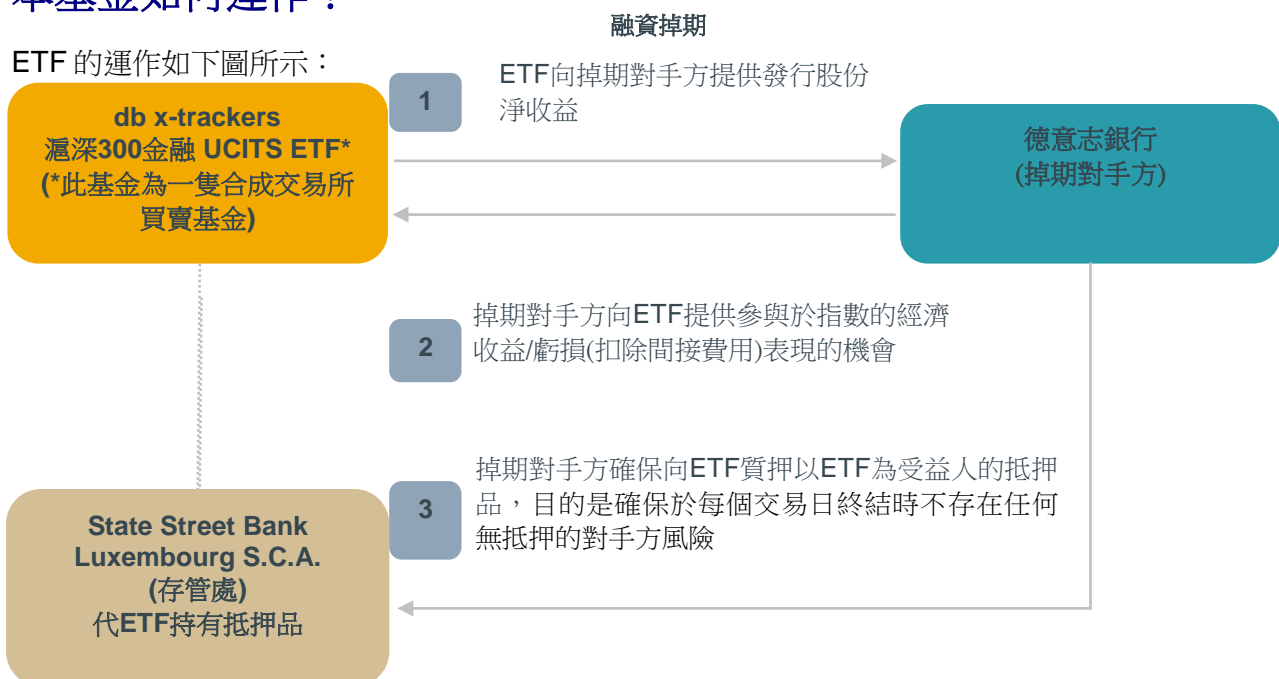 本基金如何運作？
融資掉期
ETF 的運作如下圖所示：
1
ETF向掉期對手方提供發行股份
淨收益
db x-trackers
滬深300金融 UCITS ETF*
(*此基金為一隻合成交易所
買賣基金)
德意志銀行
(掉期對手方)
2
掉期對手方向ETF提供參與於指數的經濟
收益/虧損(扣除間接費用)表現的機會
3
掉期對手方確保向ETF質押以ETF為受益人的抵押
品，目的是確保於每個交易日終結時不存在任何
無抵押的對手方風險
State Street Bank
Luxembourg S.C.A.
(存管處)
代ETF持有抵押品